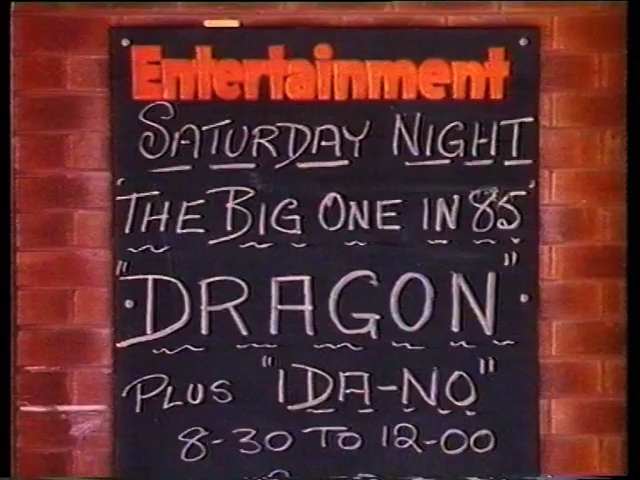 Entertainment
SATURDAY NIGHT
'THE BIG ONE IN 85'
"DRAGON"
PLUS "IDA-NO"
8-30 TO 12-00